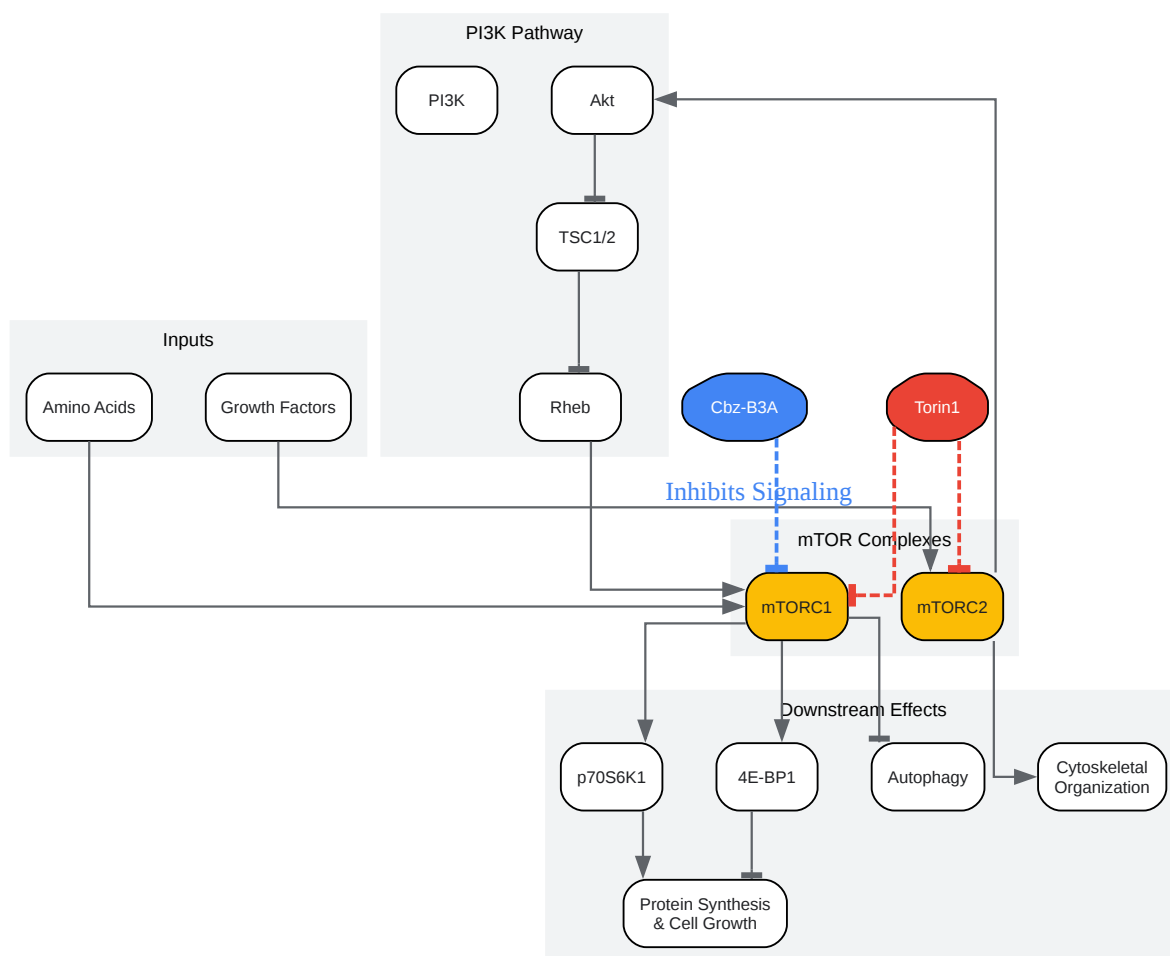 PI3K Pathway
PI3K
Akt
TSC1/2
Inputs
Amino Acids
Growth Factors
Rheb
Cbz-B3A
Torin1
Inhibits Signaling
mTOR Complexes
mTORC1
mTORC2
Downstream Effects
p70S6K1
4E-BP1
Autophagy
Cytoskeletal
Organization
Protein Synthesis
& Cell Growth